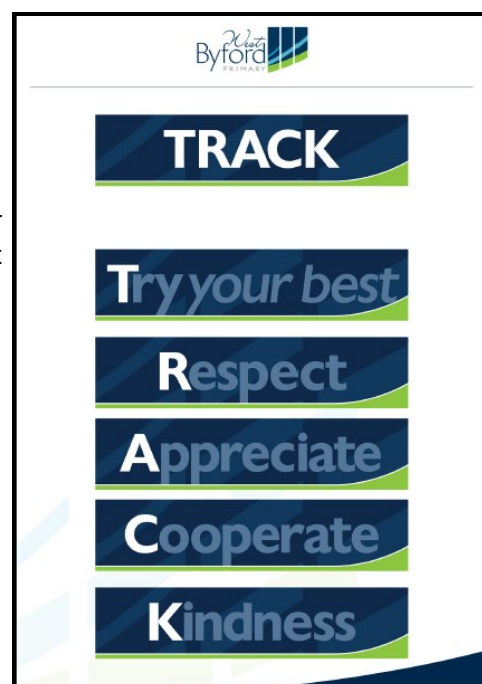 West
Byford
PRIMARY
TRACK
Try your best
Respect
Appreciate
Cooperate
Kindness